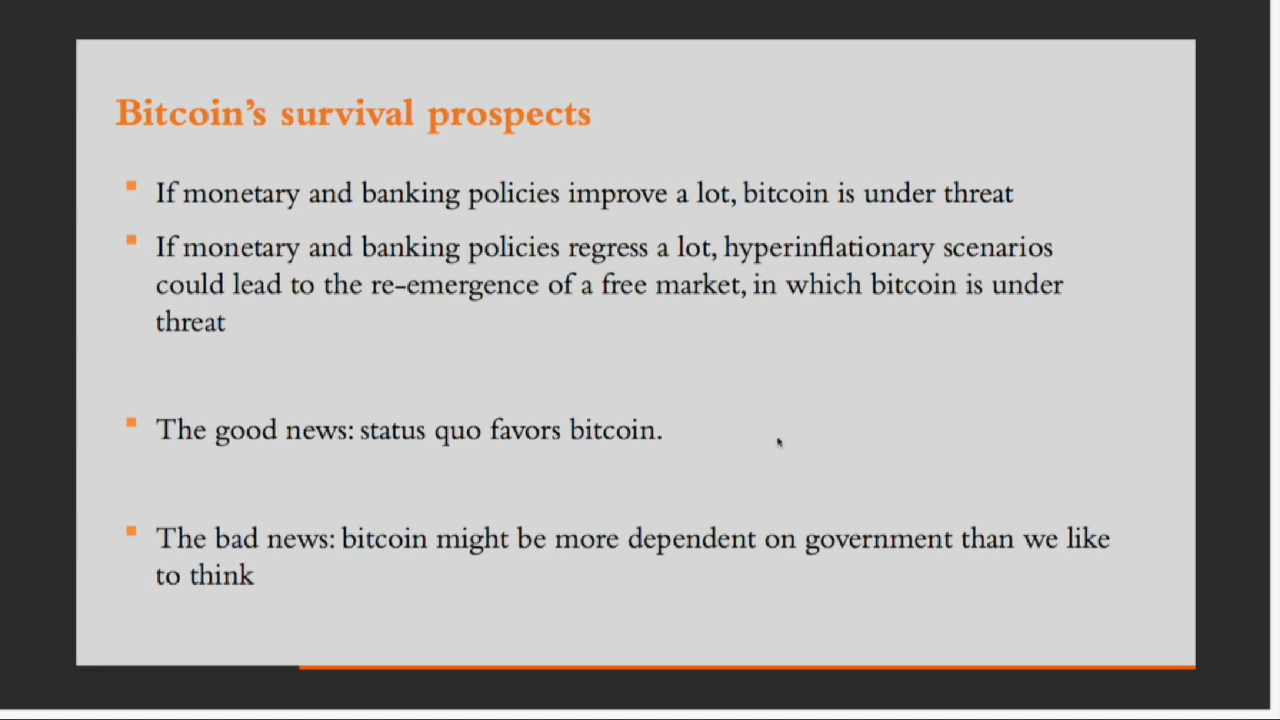 Bitcoin’s survival prospects
If monetary and banking policies improve a lot, bitcoin is under threat
If monetary and banking policies regress a lot, hyperinflationary scenarios
could lead to the re-emergence of a free market, in which bitcoin is under
threat
The good news: status quo favors bitcoin.
The bad news: bitcoin might be more dependent on government than we like
to think